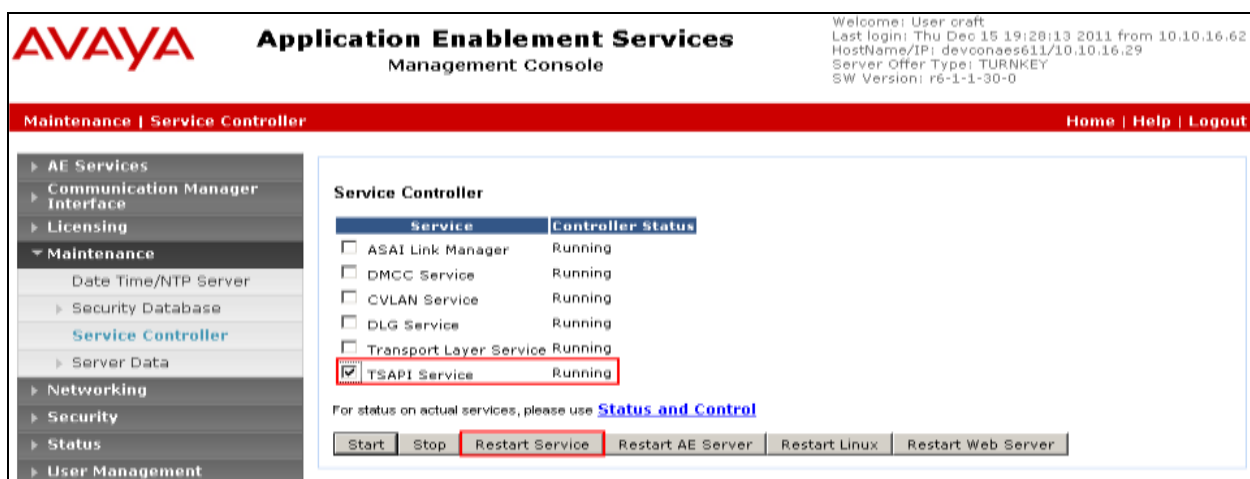 AVAYA
Application Enablement Services
Management Console
Welcome: User craft
Last login: Thu Dec 15 19:28:13 2011 from 10.10.16.62
HostName/IP: devconaes611/10.10.16.29
Server Offer Type: TURNKEY
SW Version: r6-1-1-30-0
Maintenance | Service Controller
Home | Help | Logout
AE Services
Communication Manager
Interface
Licensing
Maintenance
Date Time/NTP Server
Security Database
Service Controller
Server Data
Networking
Security
Status
User Management
Service Controller
Service Controller Status
ASAI Link Manager Running
DMCC Service Running
CVLAN Service Running
DLG Service Running
Transport Layer Service Running
TSAPI Service Running
For status on actual services, please use Status and Control
Start Stop Restart Service Restart AE Server Restart Linux Restart Web Server